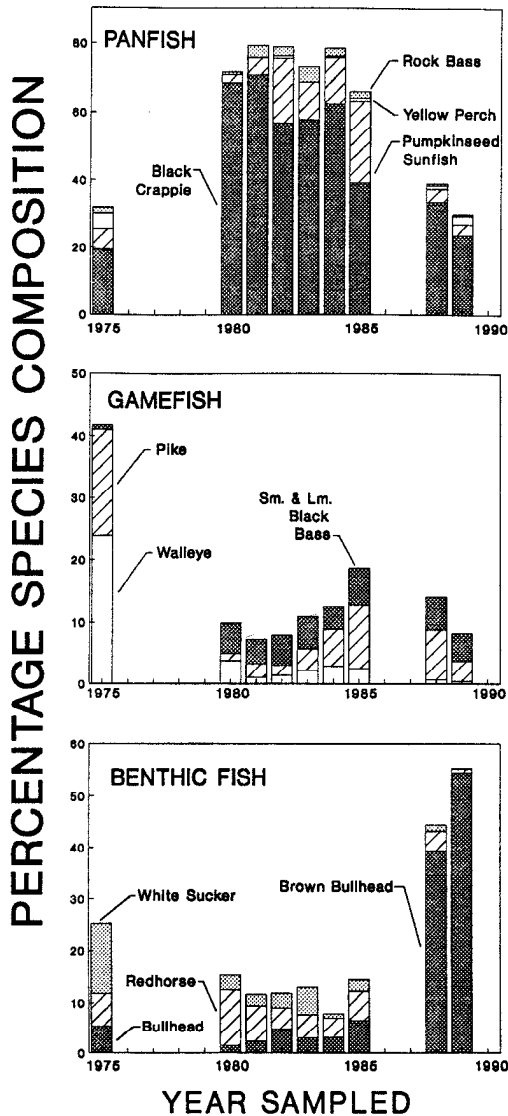 PERCENTAGE SPECIES COMPOSITION
80
PANFISH
60
40
20
0
Rock Bass
Yellow Perch
Pumpkinseed
Sunfish
Black
Crappie
1975
1980
1985
1990
50
GAMEFISH
40
30
20
10
0
Pike
Walleye
Sm. & Lm.
Black
Bass
1975
1980
1985
1990
60
BENTHIC FISH
50
40
30
20
10
0
White Sucker
Redhorse
Bullhead
Brown Bullhead
1975
1980
1985
1990
YEAR SAMPLED